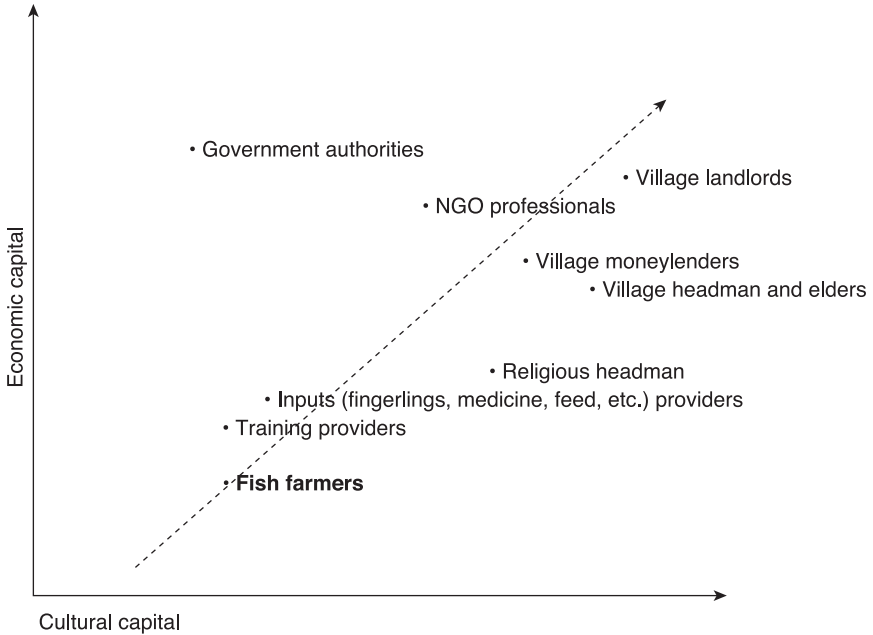 • Government authorities
• Village landlords
• NGO professionals
• Village moneylenders
• Village headman and elders
Economic capital
• Religious headman
• Inputs (fingerlings, medicine, feed, etc.) providers
• Training providers
• Fish farmers
Cultural capital